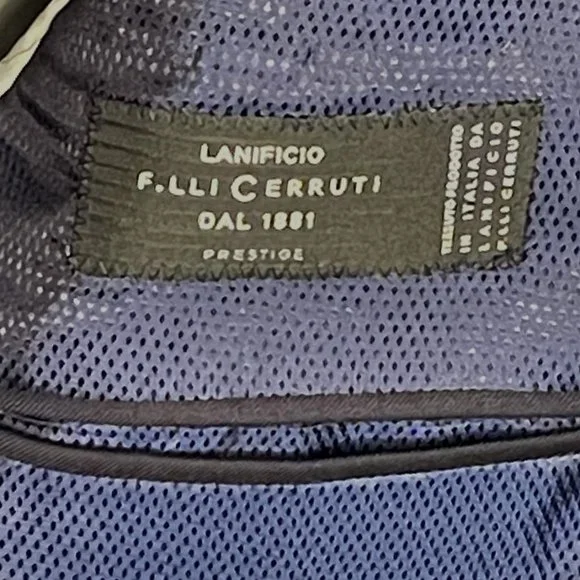 LANIFICIO
F.LLI CERRUTI
DAL 1881
PRESTIGE
TESSUTO PRODOTTO
IN ITALIA DA
LANIFICIO
F.LLI CERRUTI